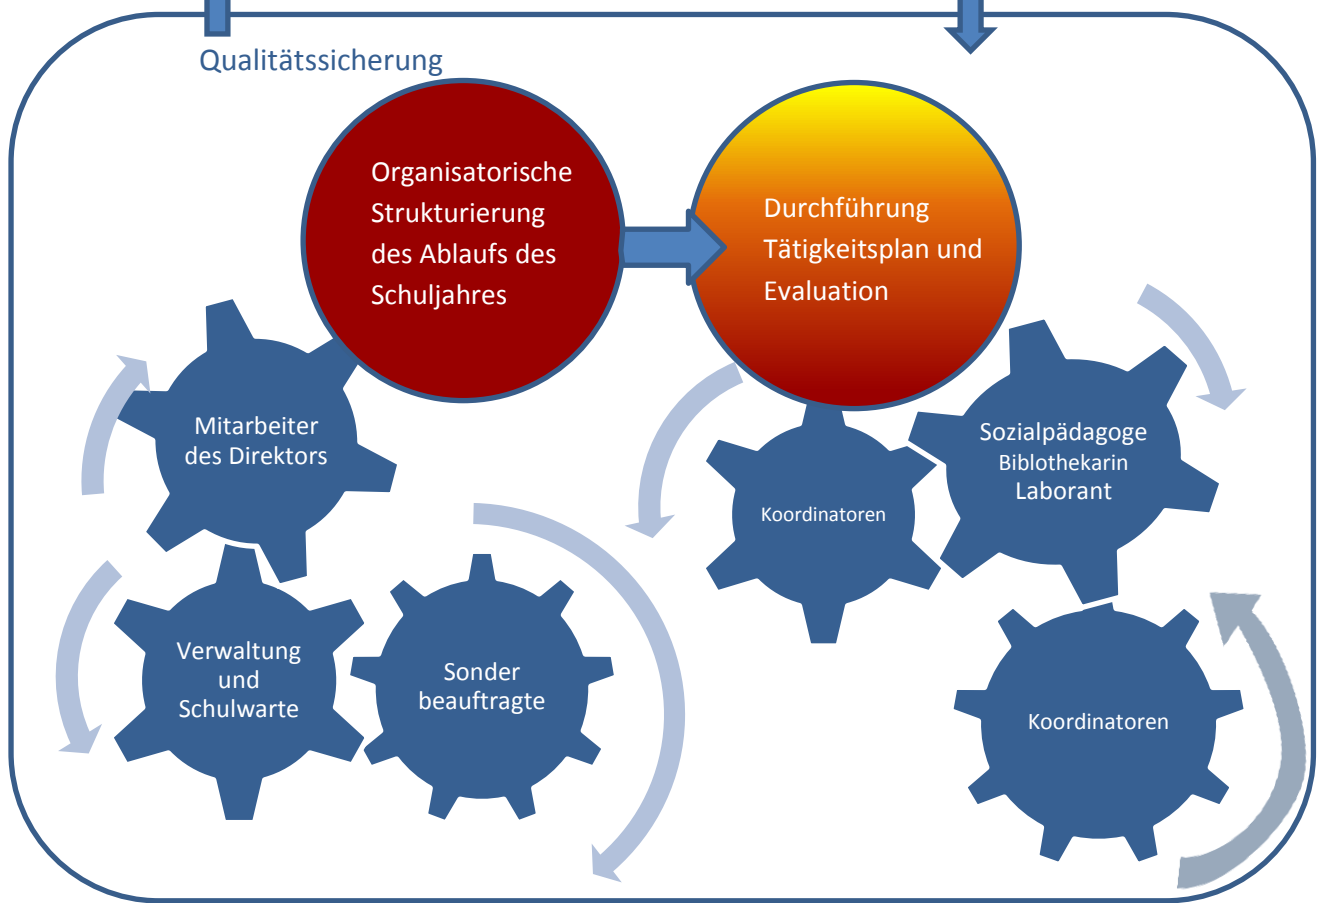 Qualitätssicherung
Organisatorische
Strukturierung
des Ablaufs des
Schuljahres
Durchführung
Tätigkeitsplan und
Evaluation
Mitarbeiter
des Direktors
Sozialpädagoge
Biblothekarin
Laborant
Koordinatoren
Verwaltung
und
Schulwarte
Sonder
beauftragte
Koordinatoren